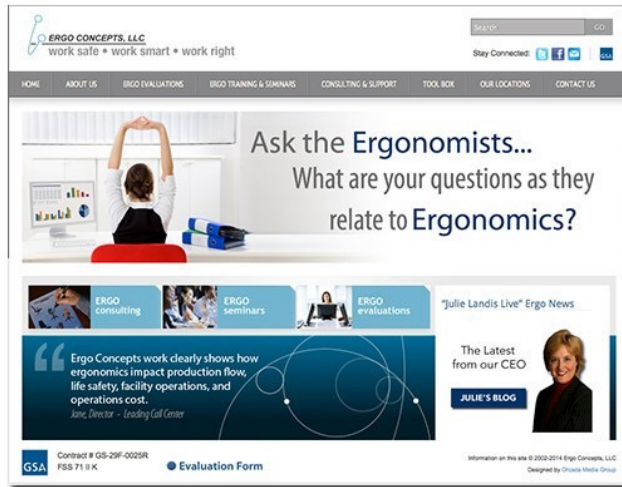 ERGO CONCEPTS, LLC
work safe • work smart • work right
Search
GO
Stay Connected:
GSA
HOME
ABOUT US
ERGO EVALUATIONS
ERGO TRAINING & SEMINARS
CONSULTING & SUPPORT
TOOL BOX
OUR LOCATIONS
CONTACT US
Ask the Ergonomists...
What are your questions as they
relate to Ergonomics?
ERGO
consulting
ERGO
seminars
ERGO
evaluations
"Julie Landis Live" Ergo News
The Latest
from our CEO
JULIE'S BLOG
“
Ergo Concepts work clearly shows how
ergonomics impact production flow,
life safety, facility operations, and
operations cost.
Jane, Director - Leading Call Center
GSA
Contract # GS-29F-0025R
FSS 71 II K
Evaluation Form
Information on this site © 2002-2014 Ergo Concepts, LLC
Designed by Ghosta Media Group